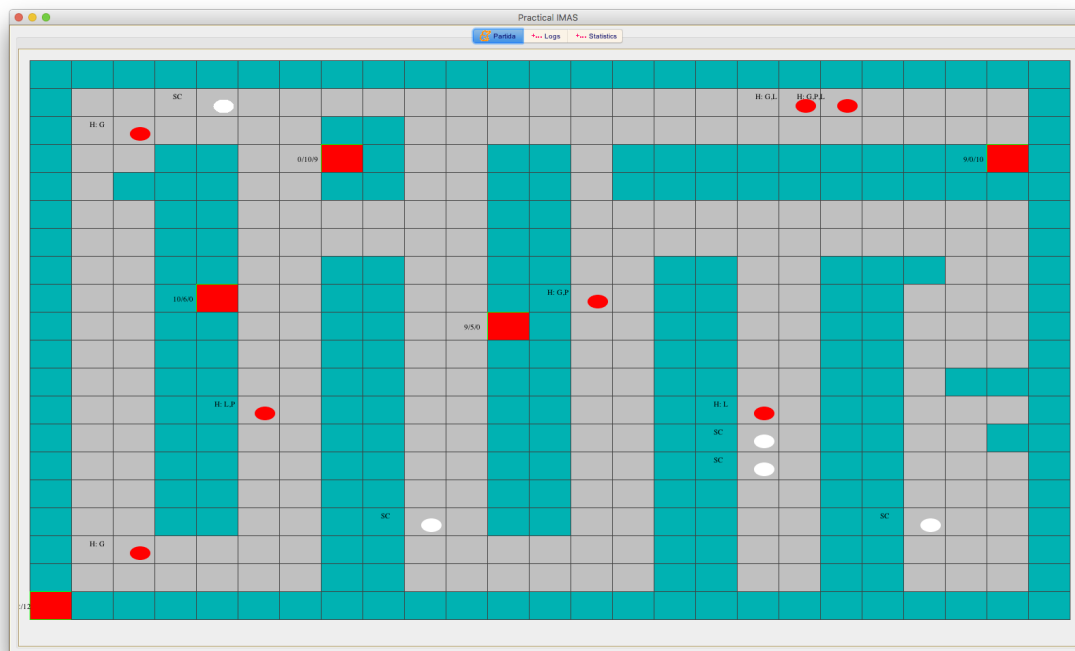 Practical IMAS
Partida
Logs
Statistics
SC
H: G,L
H: G,P,L
H: G
0/10/9
9/0/10
10/6/0
H: G,P
9/5/0
H: L,P
H: L
SC
SC
SC
SC
H: G
/12